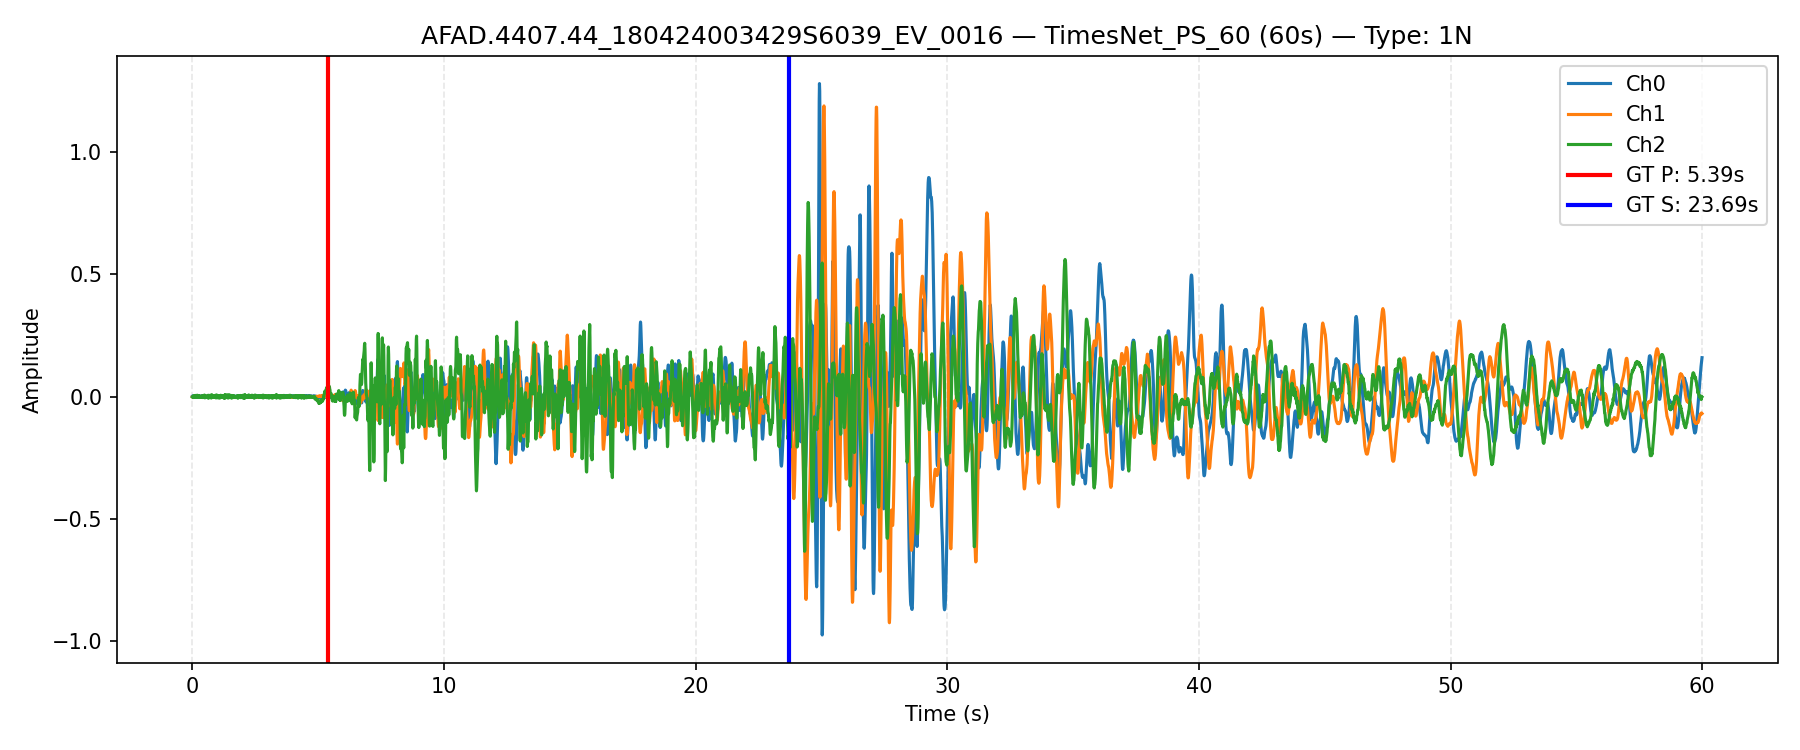 AFAD.4407.44_180424003429S6039_EV_0016 — TimesNet_PS_60 (60s) — Type: 1N
Ch0
Ch1
Ch2
GT P: 5.39s
GT S: 23.69s
Amplitude
1.0
0.5
0.0
−0.5
−1.0
0 10 20 30 40 50 60
Time (s)